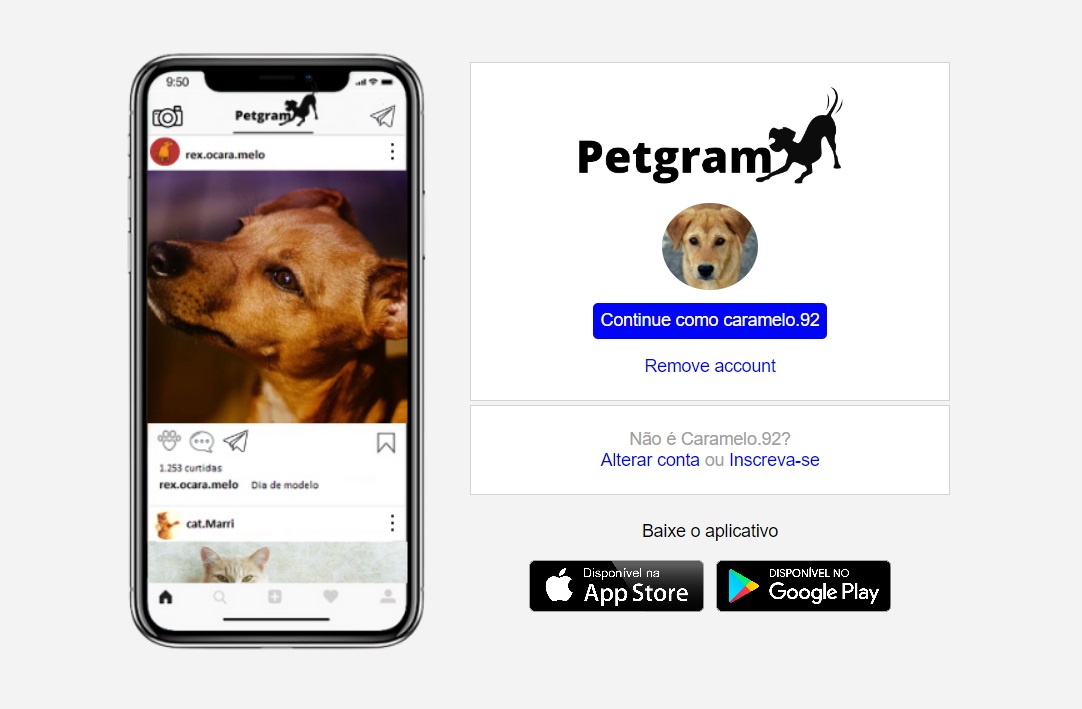 9:50
Petgram
rex.ocara.melo
1.253 curtidas
rex.ocara.melo Dia de modelo
cat.Marri
Petgram
Continue como caramelo.92
Remove account
Não é Caramelo.92?
Alterar conta ou Inscreva-se
Baixe o aplicativo
Disponível na
App Store
DISPONÍVEL NO
Google Play